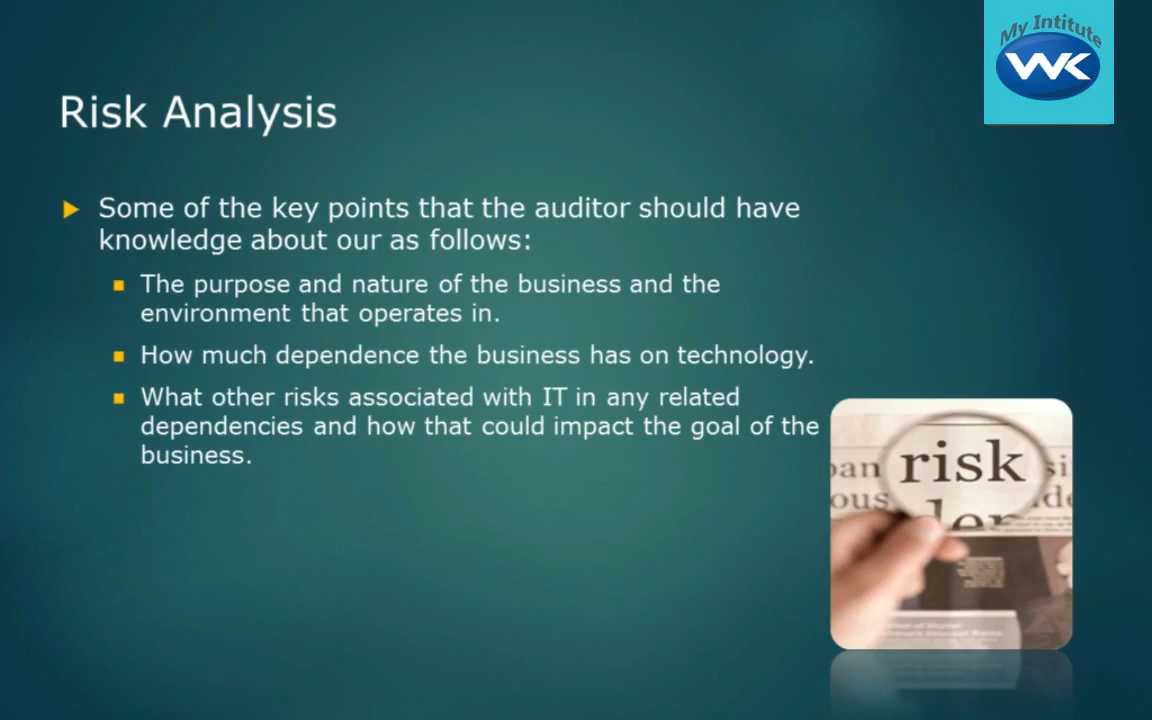 My Intitute
WK
Risk Analysis
Some of the key points that the auditor should have
knowledge about our as follows:
The purpose and nature of the business and the
environment that operates in.
How much dependence the business has on technology.
What other risks associated with IT in any related
dependencies and how that could impact the goal of the
business.
risk